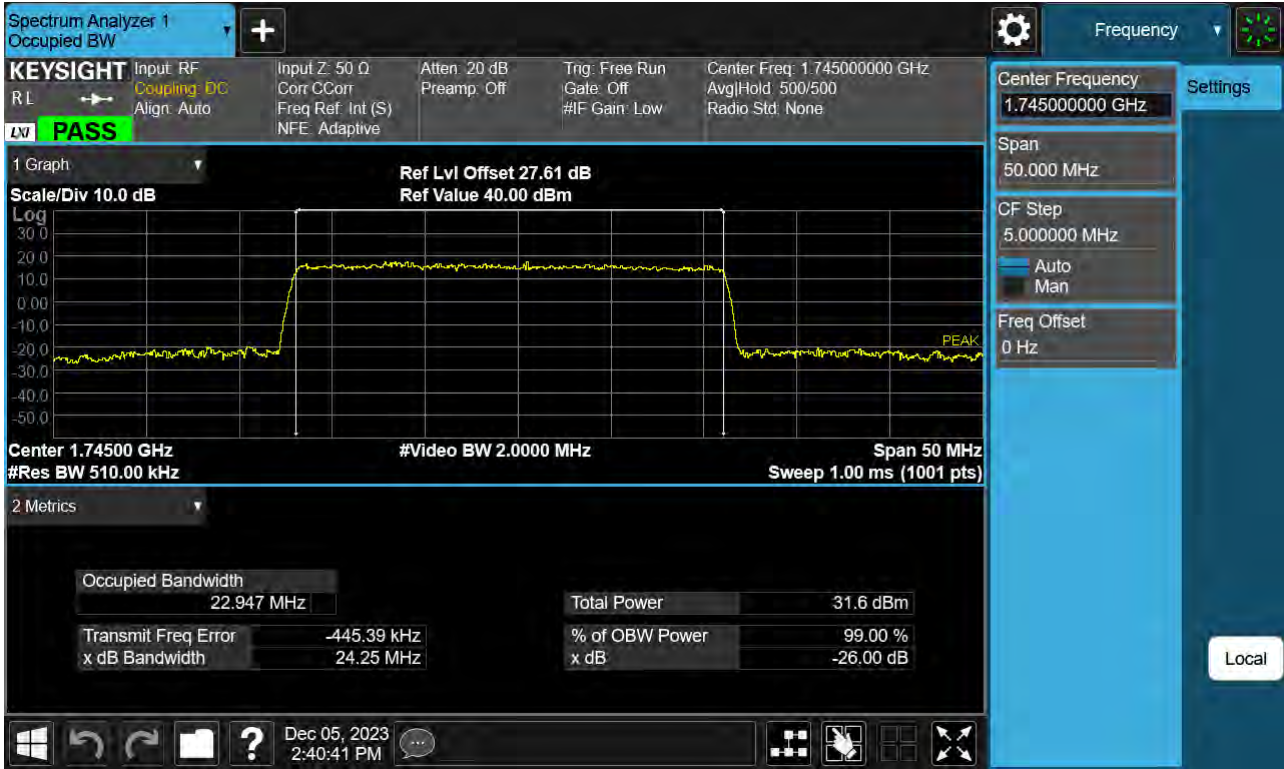 Spectrum Analyzer 1
Occupied BW
+
Frequency
KEYSIGHT
R L
LXI PASS
Input: RF
Coupling: DC
Align: Auto
Input Z: 50 Ω
Corr CCorr
Freq Ref: Int (S)
NFE: Adaptive
Atten: 20 dB
Preamp: Off
Trig: Free Run
Gate: Off
#IF Gain: Low
Center Freq: 1.745000000 GHz
Avg|Hold: 500/500
Radio Std: None
1 Graph
Scale/Div 10.0 dB
Ref Lvl Offset 27.61 dB
Ref Value 40.00 dBm
Log
30.0
20.0
10.0
0.00
-10.0
-20.0
-30.0
-40.0
-50.0
PEAK
Center 1.74500 GHz
#Video BW 2.0000 MHz
Span 50 MHz
#Res BW 510.00 kHz
Sweep 1.00 ms (1001 pts)
2 Metrics
Occupied Bandwidth
22.947 MHz
Total Power 31.6 dBm
Transmit Freq Error -445.39 kHz
% of OBW Power 99.00 %
x dB Bandwidth 24.25 MHz
x dB -26.00 dB
Center Frequency
1.745000000 GHz
Settings
Span
50.000 MHz
CF Step
5.000000 MHz
Auto
Man
Freq Offset
0 Hz
Local
?
Dec 05, 2023
2:40:41 PM